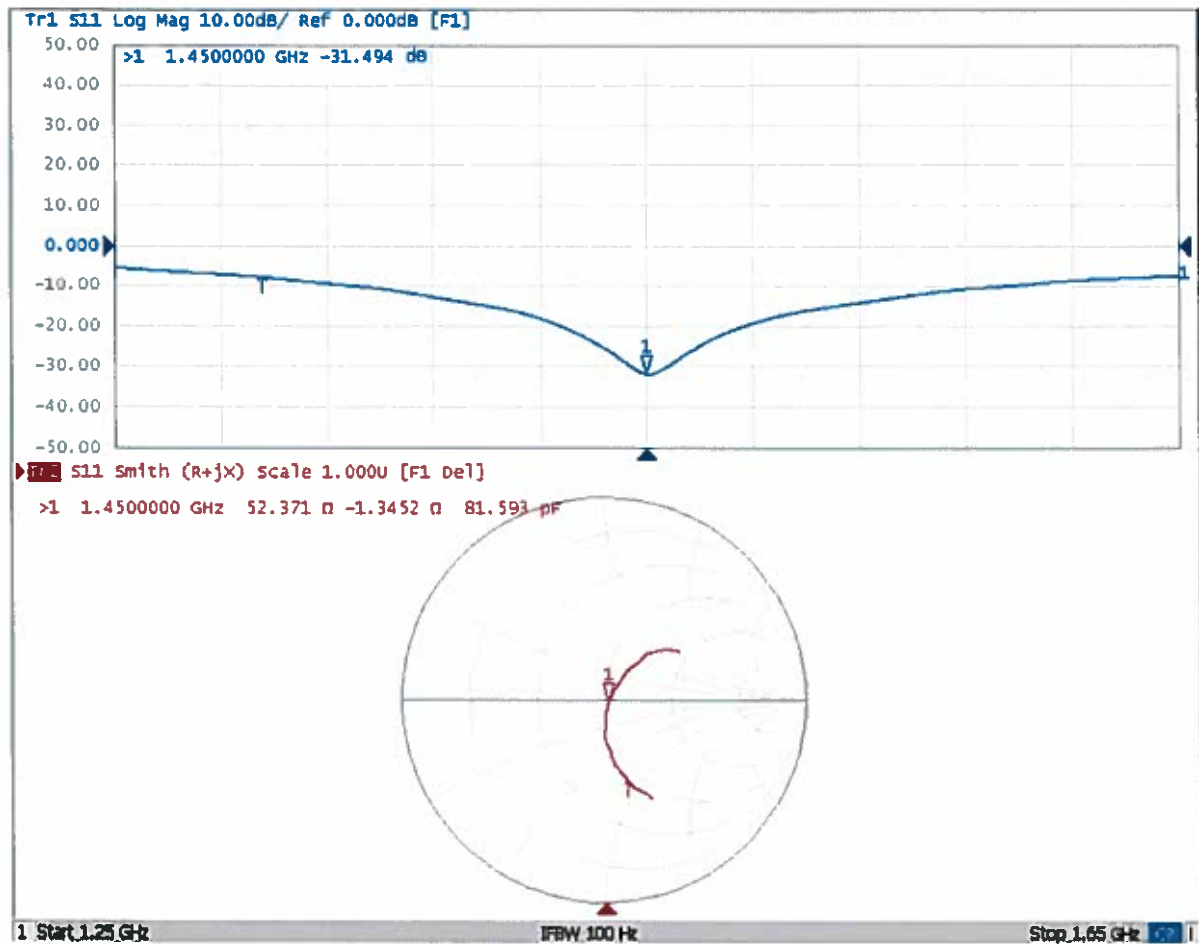 Tr1 S11 Log Mag 10.00dB/ Ref 0.000dB [F1]
50.00
>1 1.4500000 GHz -31.494 dB
40.00
30.00
20.00
10.00
0.000
-10.00
1
-20.00
1
-30.00
-40.00
-50.00
S11 Smith (R+jX) Scale 1.000U [F1 Del]
>1 1.4500000 GHz 52.371 Ω -1.3452 Ω 81.593 pF
1
1 Start 1.25 GHz IFBW 100 Hz Stop 1.65 GHz